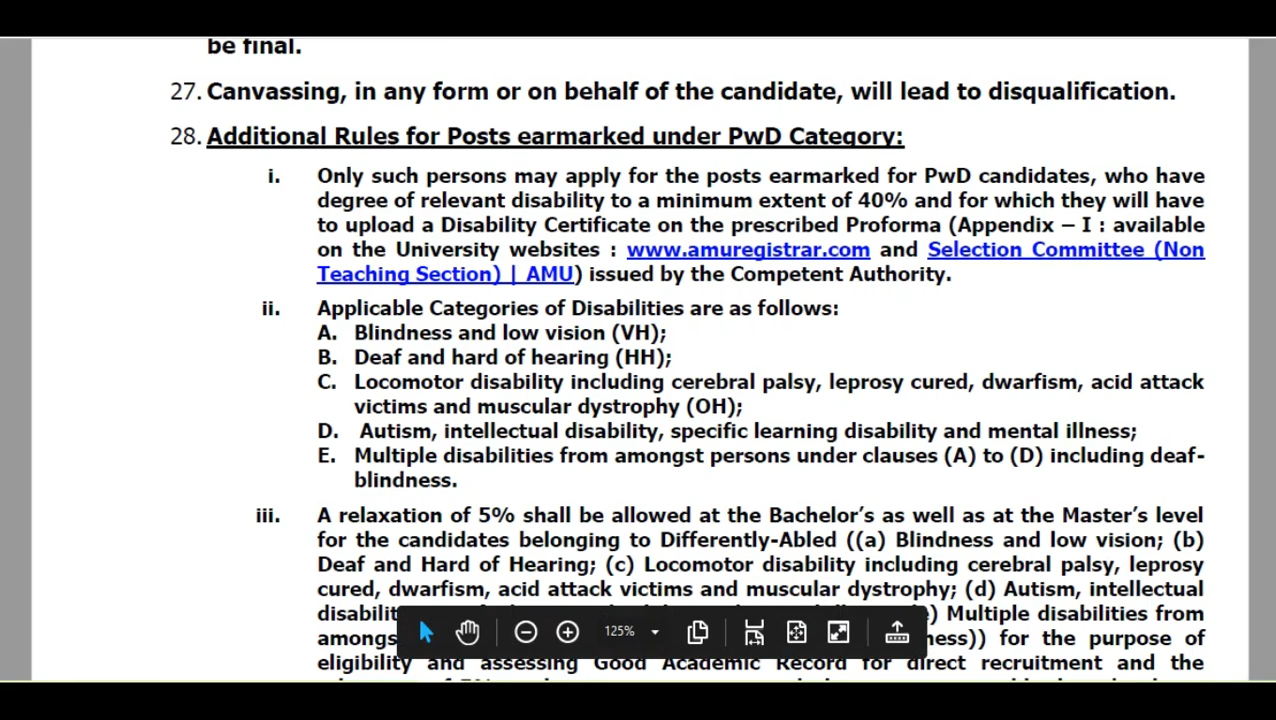 be final.
27. Canvassing, in any form or on behalf of the candidate, will lead to disqualification.
28. Additional Rules for Posts earmarked under PwD Category:
i. Only such persons may apply for the posts earmarked for PwD candidates, who have
degree of relevant disability to a minimum extent of 40% and for which they will have
to upload a Disability Certificate on the prescribed Proforma (Appendix – I : available
on the University websites : www.amuregistrar.com and Selection Committee (Non
Teaching Section) | AMU) issued by the Competent Authority.
ii. Applicable Categories of Disabilities are as follows:
A. Blindness and low vision (VH);
B. Deaf and hard of hearing (HH);
C. Locomotor disability including cerebral palsy, leprosy cured, dwarfism, acid attack
victims and muscular dystrophy (OH);
D. Autism, intellectual disability, specific learning disability and mental illness;
E. Multiple disabilities from amongst persons under clauses (A) to (D) including deaf-
blindness.
iii. A relaxation of 5% shall be allowed at the Bachelor's as well as at the Master's level
for the candidates belonging to Differently-Abled ((a) Blindness and low vision; (b)
Deaf and Hard of Hearing; (c) Locomotor disability including cerebral palsy, leprosy
cured, dwarfism, acid attack victims and muscular dystrophy; (d) Autism, intellectual
Multiple disabilities from
for the purpose of
125%
eligibility and assessing Good Academic Record for direct recruitment and the